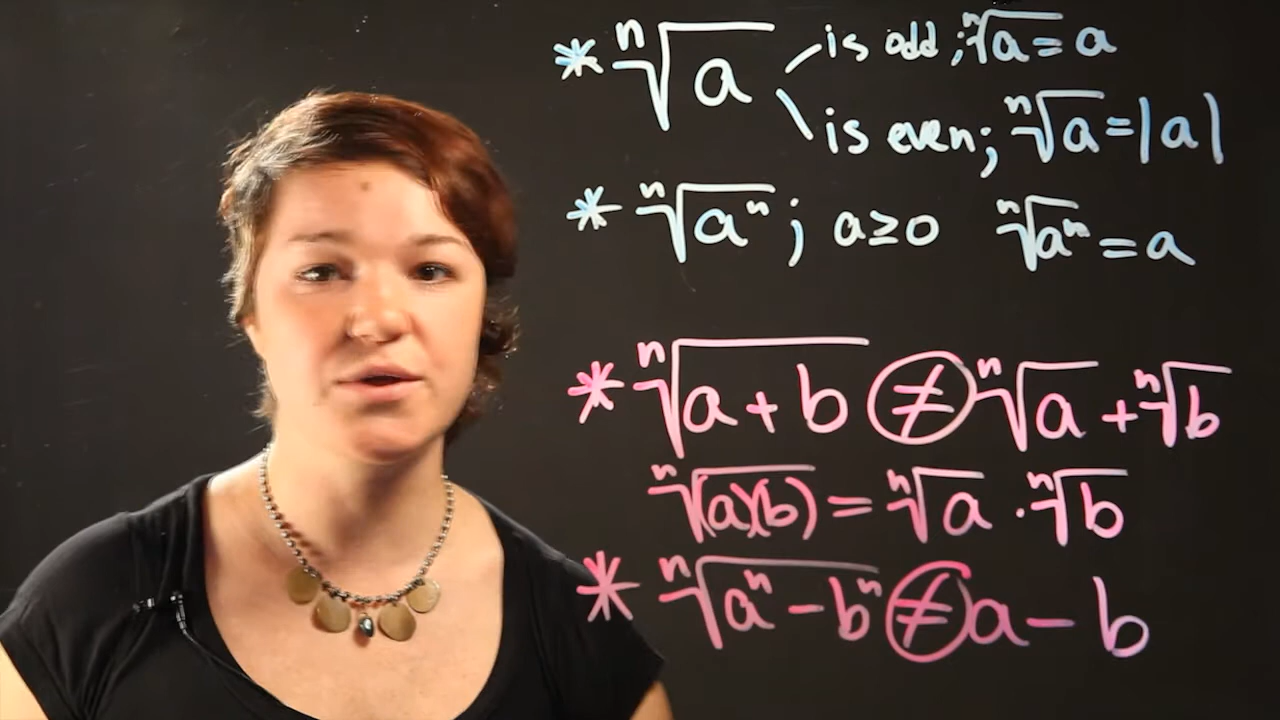 * ⁿ√a is odd; ⁿ√a = a
is even; ⁿ√a = |a|
* ⁿ√aⁿ ; a ≥ 0 ⁿ√aⁿ = a
* ⁿ√(a + b) ≠ ⁿ√a + ⁿ√b
ⁿ√(a)(b) = ⁿ√a · ⁿ√b
* ⁿ√(aⁿ − bⁿ) ≠ a − b